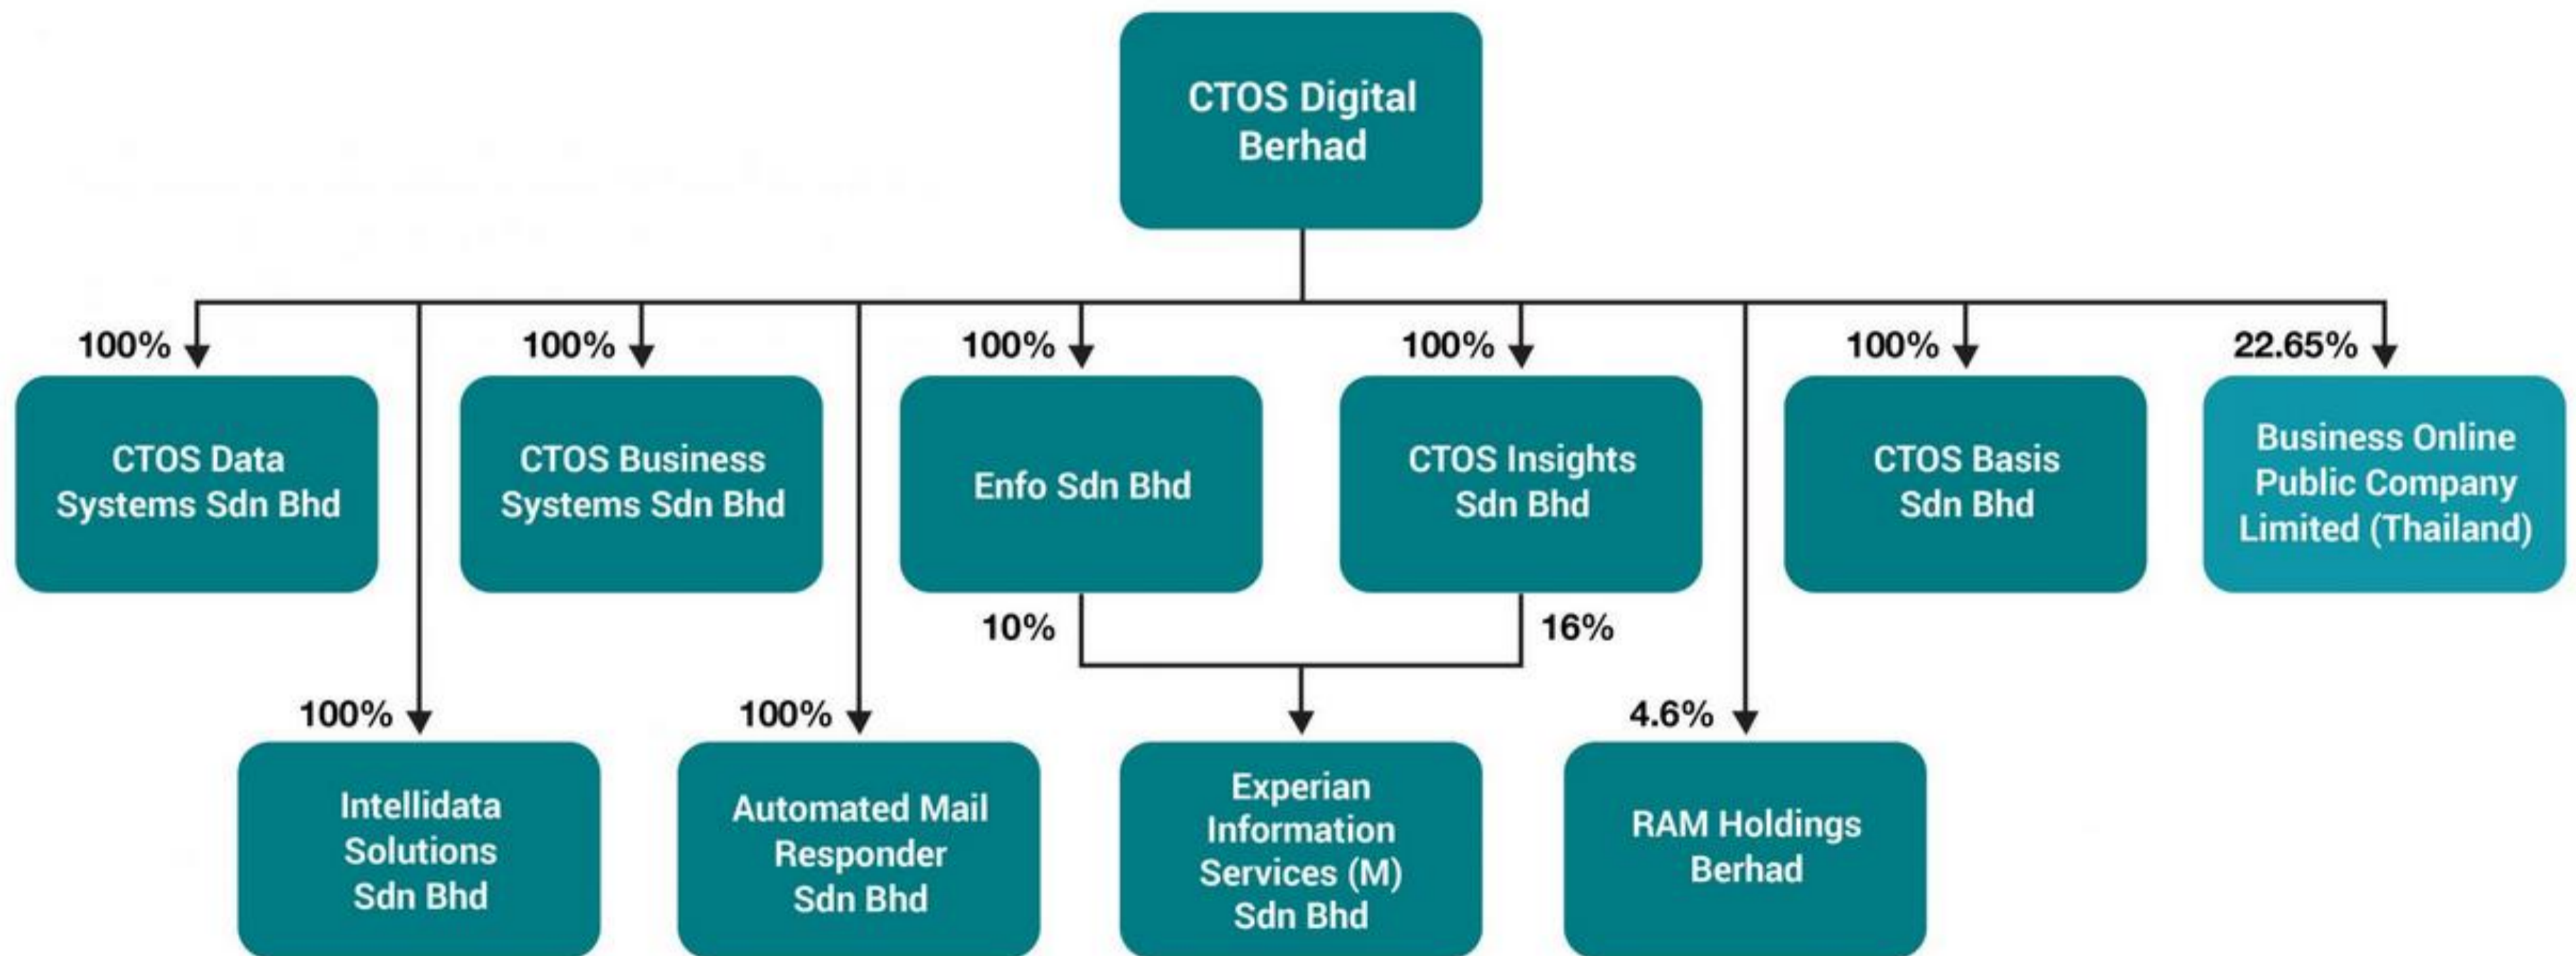 CTOS Digital
Berhad
100%
100%
100%
100%
100%
22.65%
CTOS Data
Systems Sdn Bhd
CTOS Business
Systems Sdn Bhd
Enfo Sdn Bhd
CTOS Insights
Sdn Bhd
CTOS Basis
Sdn Bhd
Business Online
Public Company
Limited (Thailand)
10%
16%
100%
100%
4.6%
Intellidata
Solutions
Sdn Bhd
Automated Mail
Responder
Sdn Bhd
Experian
Information
Services (M)
Sdn Bhd
RAM Holdings
Berhad